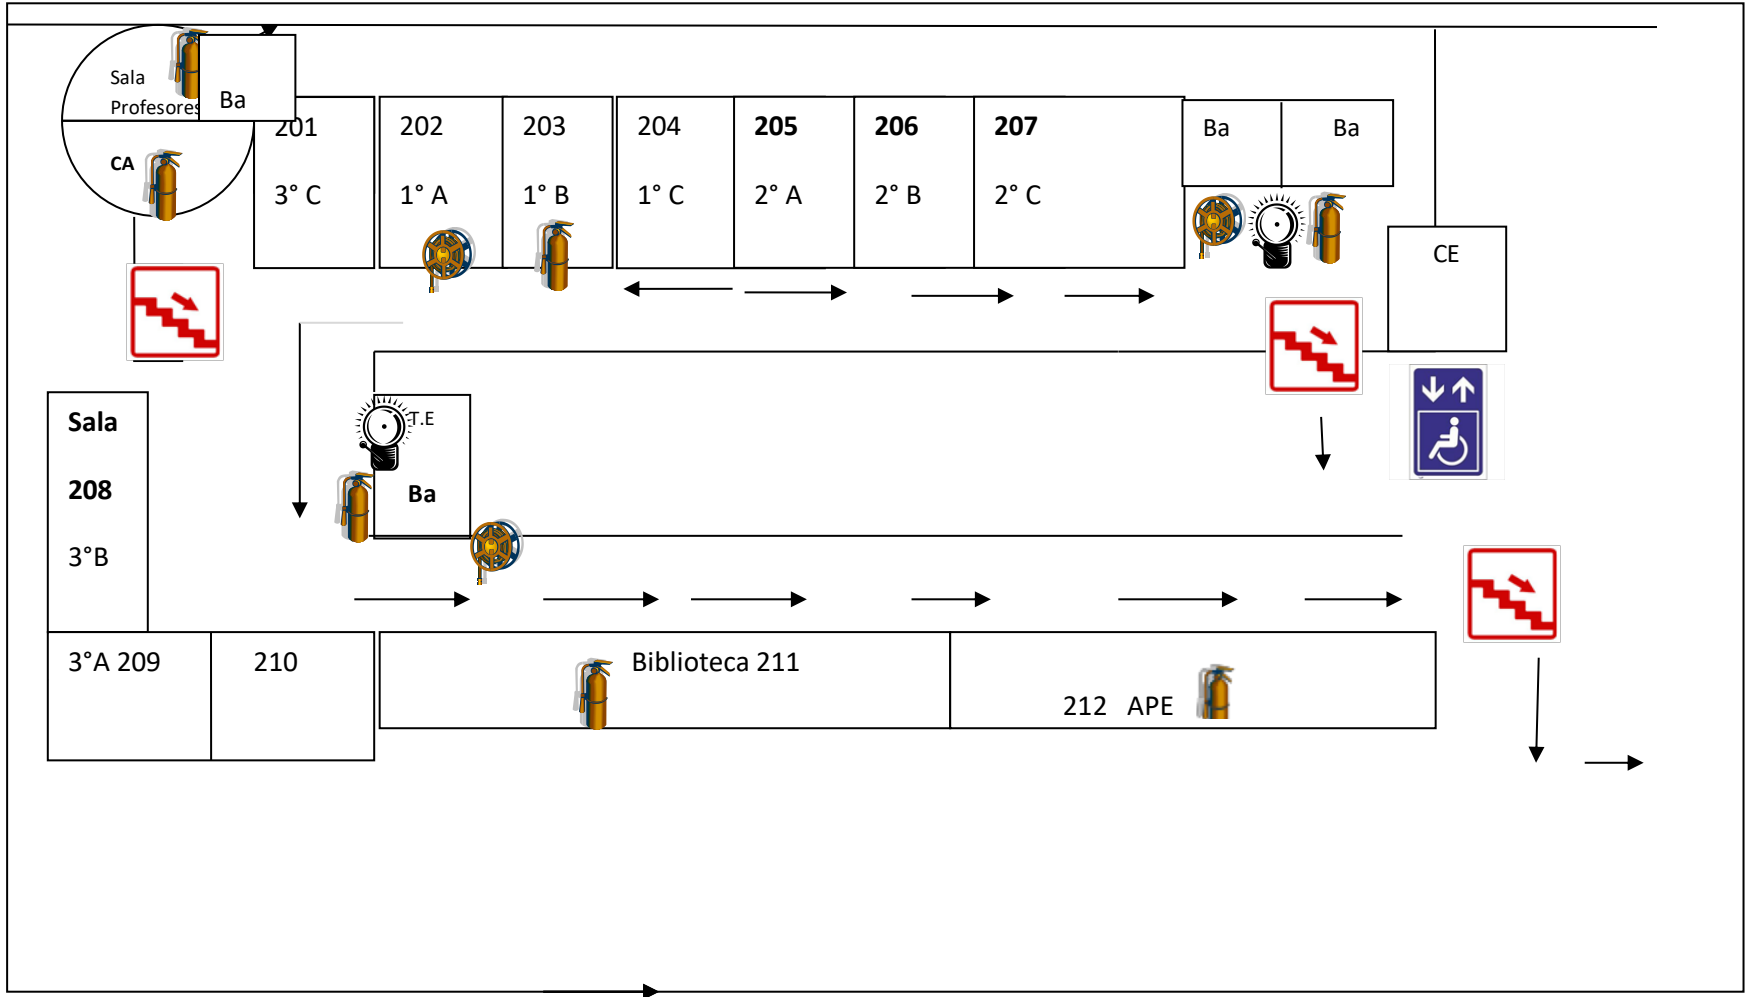 Sala
Profesores
Ba
CA
201
3° C
202
1° A
203
1° B
204
1° C
205
2° A
206
2° B
207
2° C
Ba
Ba
CE
Sala
208
3°B
T.E
Ba
3°A 209
210
Biblioteca 211
212 APE